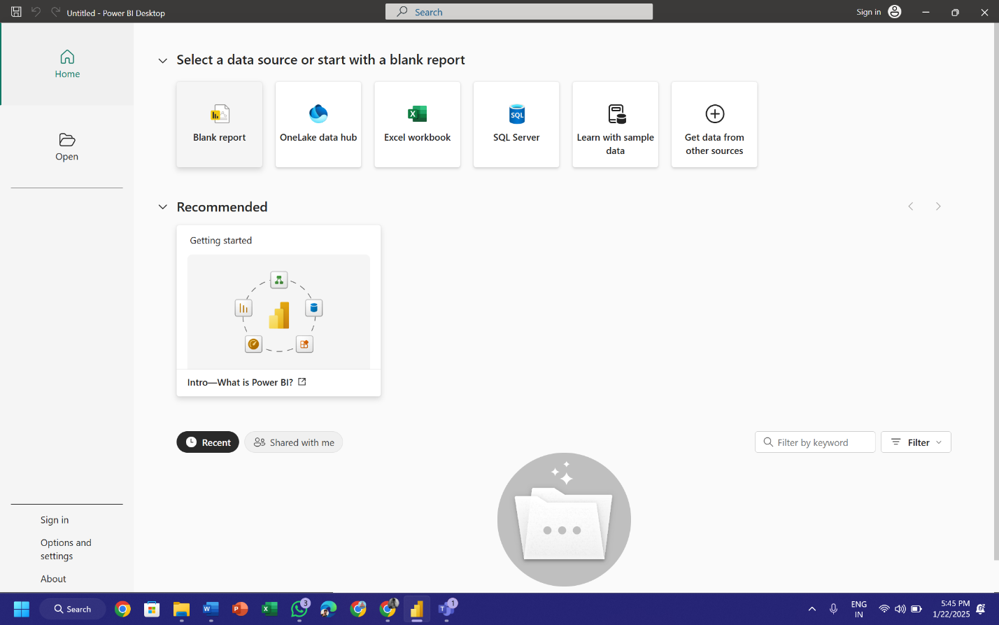 Untitled - Power BI Desktop
Search
Sign in
Home
Open
Select a data source or start with a blank report
Blank report
OneLake data hub
Excel workbook
SQL
SQL Server
Learn with sample
data
Get data from
other sources
Recommended
Getting started
Intro—What is Power BI?
Recent
Shared with me
Filter by keyword
Filter
Sign in
Options and
settings
About
Search
3
1
ENG
IN
5:45 PM
1/22/2025